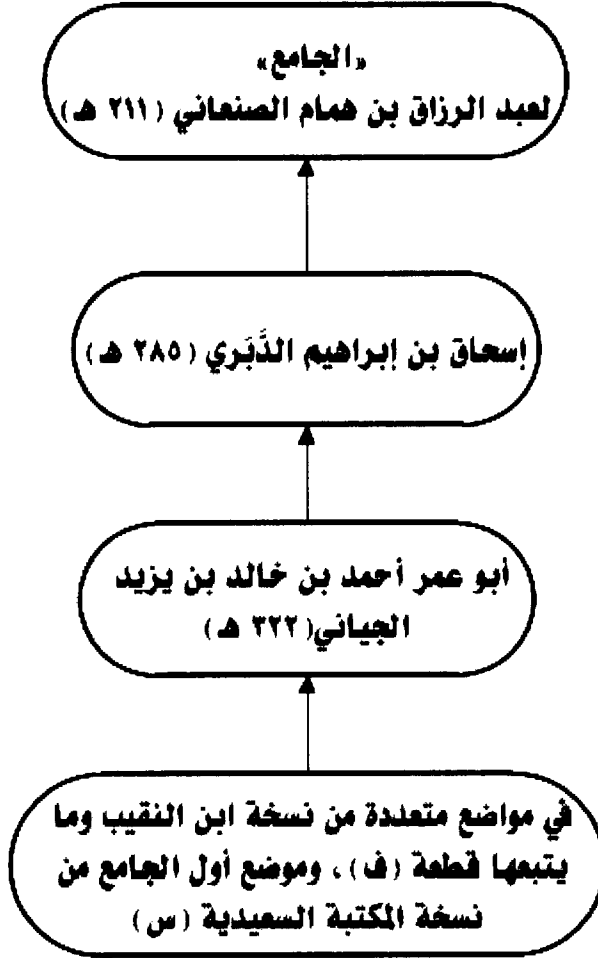 «الجامع»
لعبد الرزاق بن همام الصنعاني (٢١١ هـ)
إسحاق بن إبراهيم الدَّبَري (٢٨٥ هـ)
أبو عمر أحمد بن خالد بن يزيد
الجياني(٣٢٢ هـ)
في مواضع متعددة من نسخة ابن النقيب وما
يتبعها قطعة (ف)، وموضع أول الجامع من
نسخة المكتبة السعيدية (س)